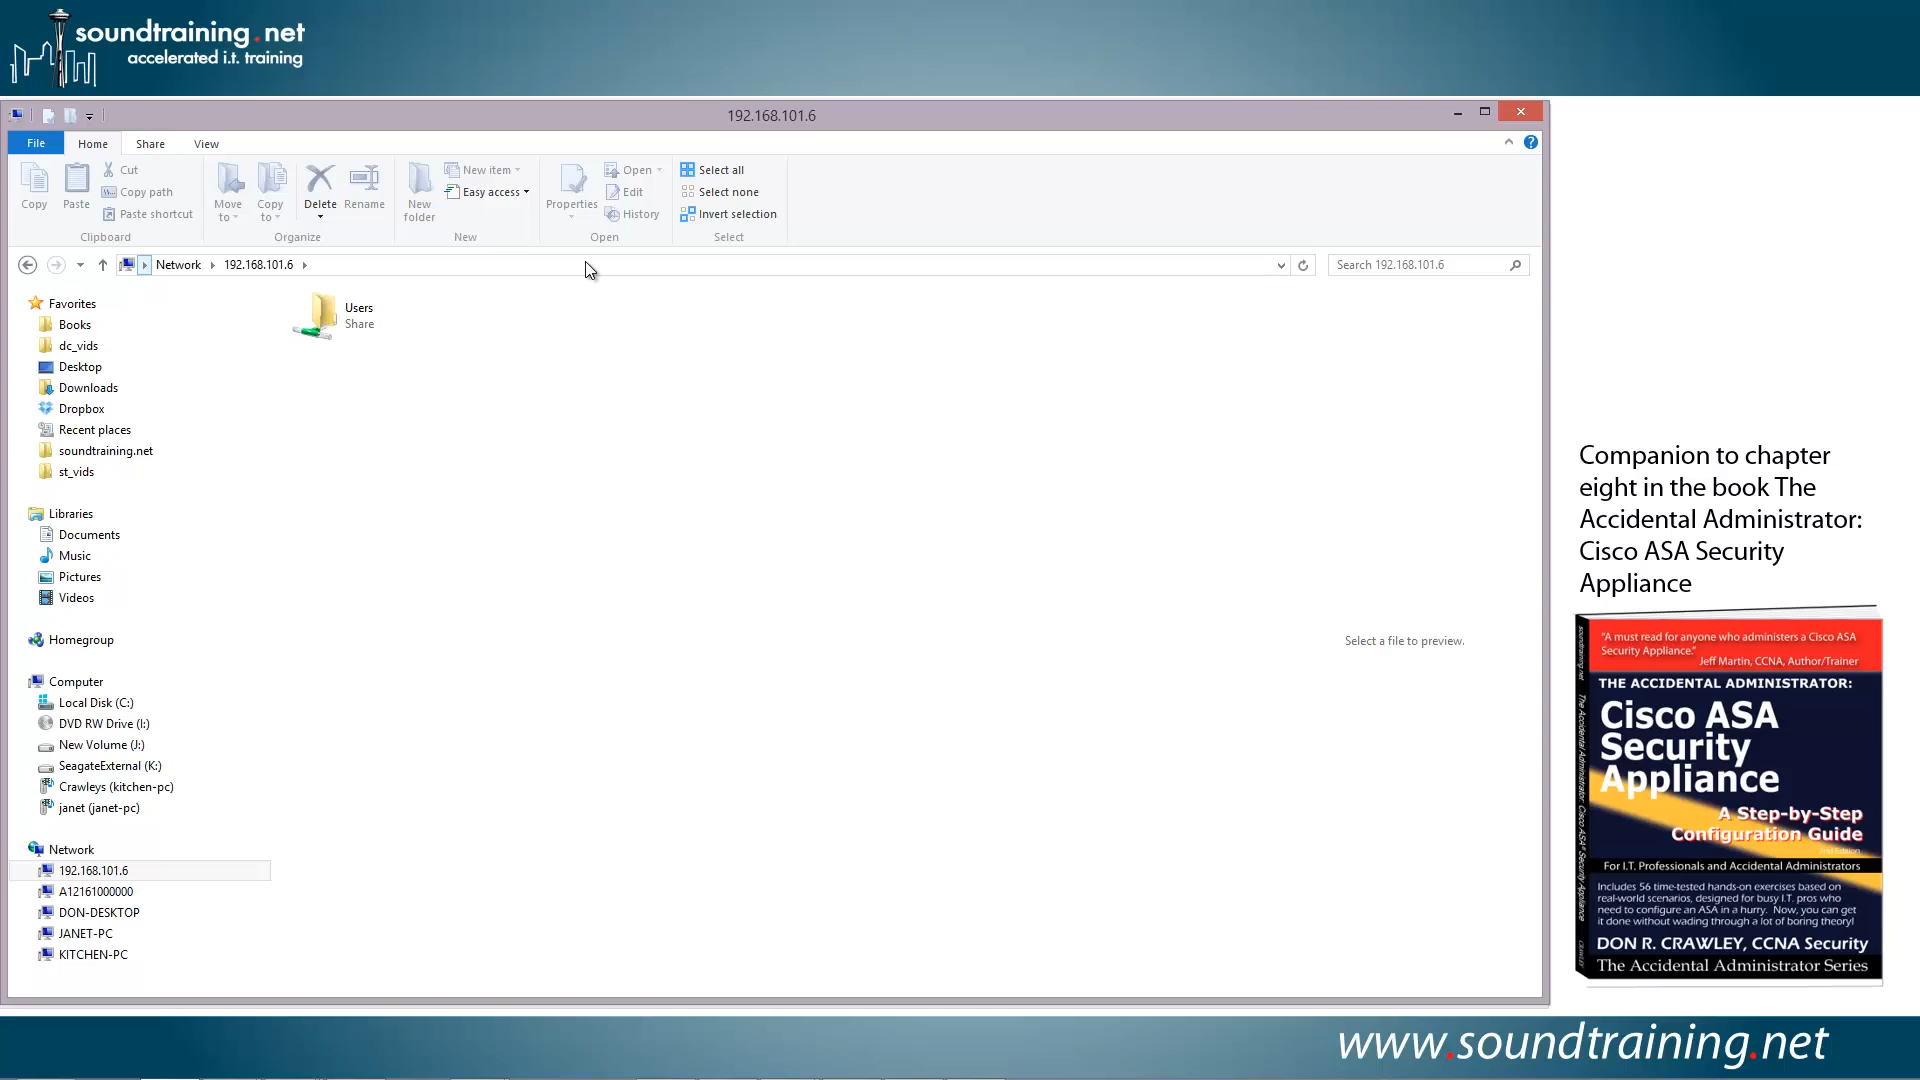 soundtraining.net
accelerated i.t. training
192.168.101.6
File Home Share View
Copy
Paste
Cut
Copy path
Paste shortcut
Clipboard
Move to
Copy to
Delete
Rename
Organize
New folder
New item
Easy access
New
Properties
Open
Edit
History
Open
Select all
Select none
Invert selection
Select
Network 192.168.101.6
Search 192.168.101.6
Favorites
Books
dc_vids
Desktop
Downloads
Dropbox
Recent places
soundtraining.net
st_vids
Libraries
Documents
Music
Pictures
Videos
Homegroup
Computer
Local Disk (C:)
DVD RW Drive (I:)
New Volume (J:)
SeagateExternal (K:)
Crawleys (kitchen-pc)
janet (janet-pc)
Network
192.168.101.6
A12161000000
DON-DESKTOP
JANET-PC
KITCHEN-PC
Users
Share
Select a file to preview.
Companion to chapter
eight in the book The
Accidental Administrator:
Cisco ASA Security
Appliance
"A must read for anyone who administers a Cisco ASA
Security Appliance."
Jeff Martin, CCNA, Author/Trainer
THE ACCIDENTAL ADMINISTRATOR:
Cisco ASA
Security
Appliance
A Step-by-Step
Configuration Guide
For I.T. Professionals and Accidental Administrators
Includes 56 time-tested hands-on exercises based on
real-world scenarios, designed for busy I.T. pros who
need to configure an ASA in a hurry. Now, you can get
it done without wading through a lot of boring theory!
DON R. CRAWLEY, CCNA Security
The Accidental Administrator Series
www.soundtraining.net